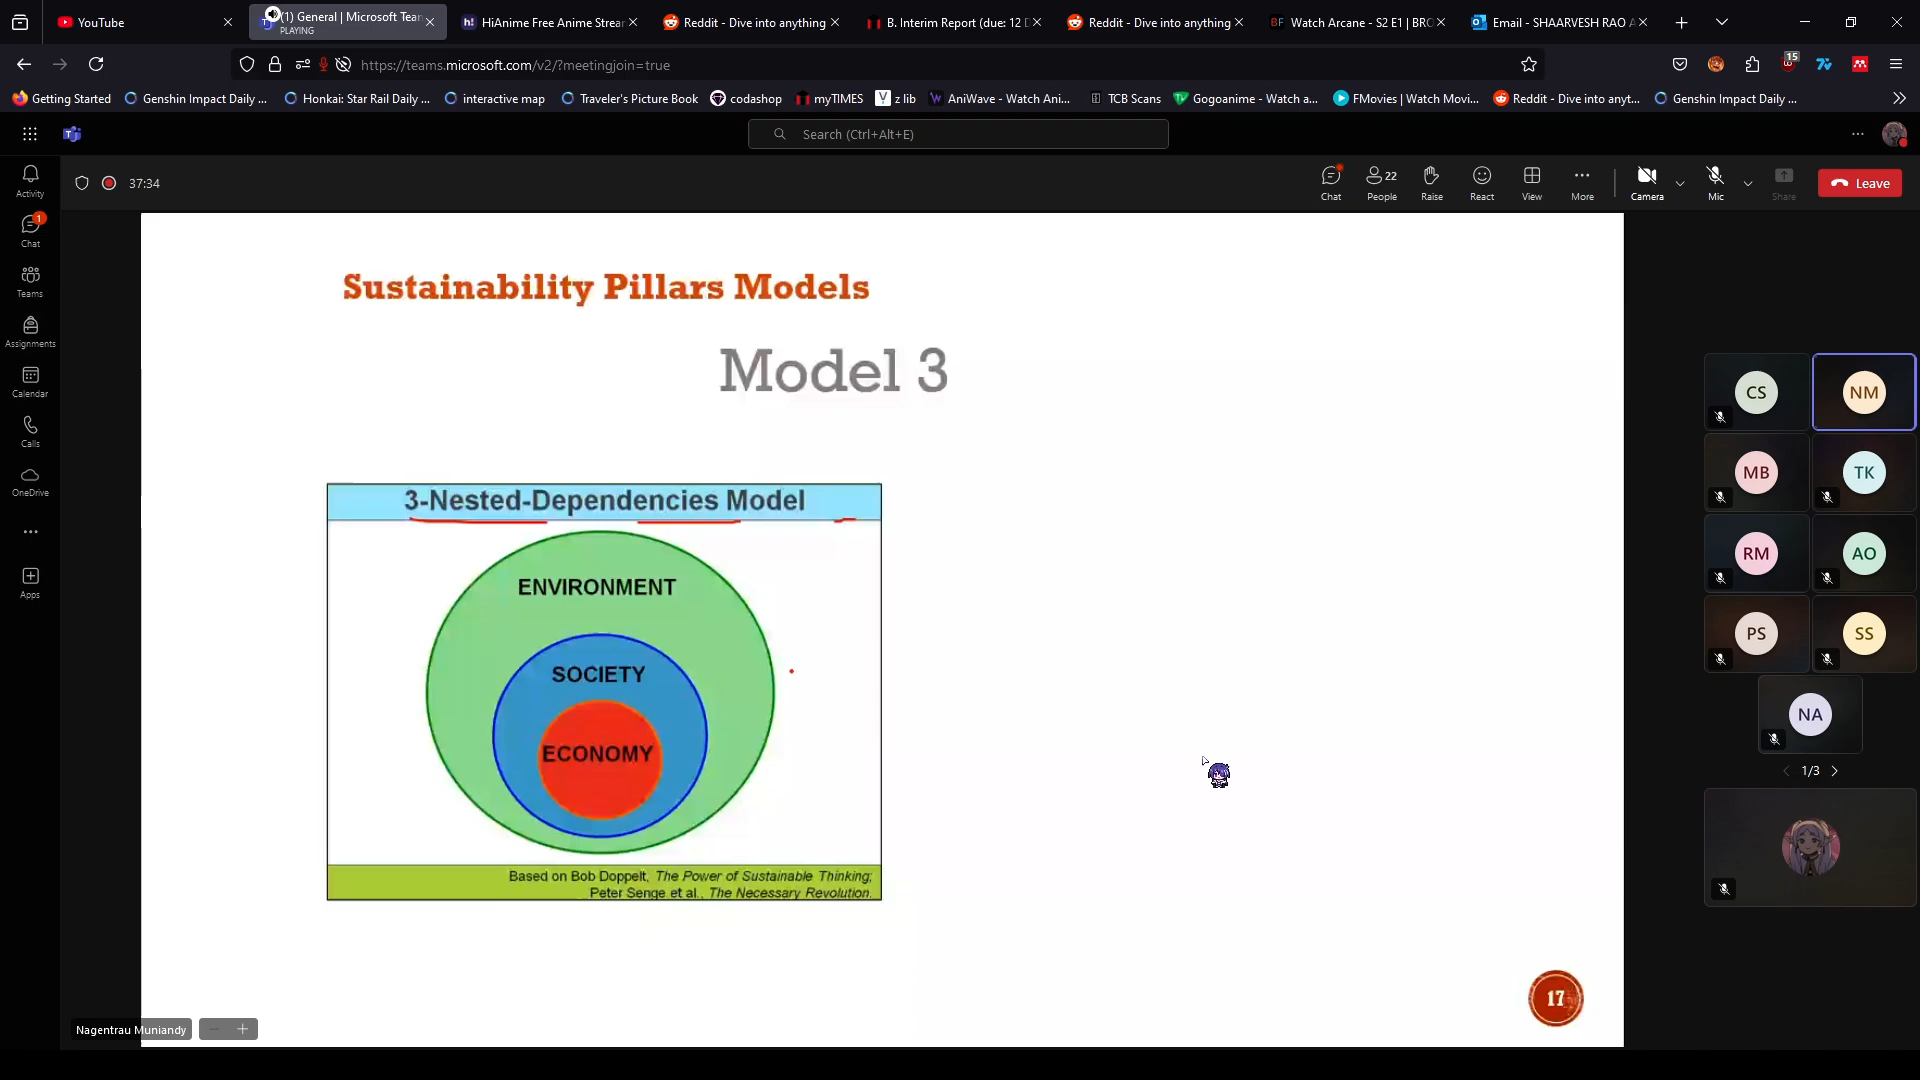 YouTube
(1) General | Microsoft Tean
PLAYING
HiAnime Free Anime Strear
Reddit - Dive into anything
B. Interim Report (due: 12 D
Reddit - Dive into anything
BF Watch Arcane - S2 E1 | BRO
Email - SHAARVESH RAO A
https://teams.microsoft.com/v2/?meetingjoin=true
15
Getting Started
Genshin Impact Daily ...
Honkai: Star Rail Daily ...
interactive map
Traveler's Picture Book
codashop
myTIMES
z lib
AniWave - Watch Ani...
TCB Scans
Gogoanime - Watch a...
FMovies | Watch Movi...
Reddit - Dive into anyt...
Genshin Impact Daily ...
Search (Ctrl+Alt+E)
37:34
Chat
22
People
Raise
React
View
More
Camera
Mic
Share
Leave
Activity
1
Chat
Teams
Assignments
Calendar
Calls
OneDrive
Apps
Sustainability Pillars Models
Model 3
3-Nested-Dependencies Model
ENVIRONMENT
SOCIETY
ECONOMY
Based on Bob Doppelt, The Power of Sustainable Thinking;
Peter Senge et al., The Necessary Revolution.
17
Nagentrau Muniandy
CS
NM
MB
TK
RM
AO
PS
SS
NA
1/3